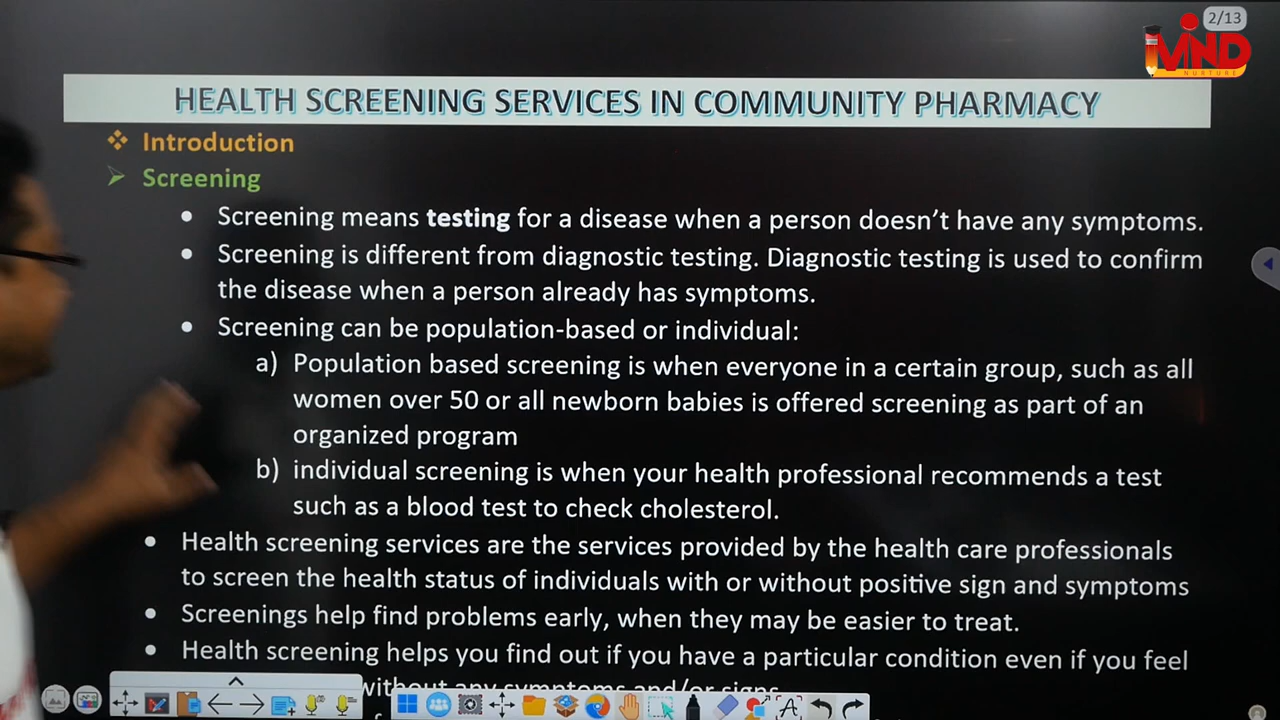 2/13
MIND
NURTURE
HEALTH SCREENING SERVICES IN COMMUNITY PHARMACY
❖ Introduction
➢ Screening
• Screening means testing for a disease when a person doesn’t have any symptoms.
• Screening is different from diagnostic testing. Diagnostic testing is used to confirm
the disease when a person already has symptoms.
• Screening can be population-based or individual:
a) Population based screening is when everyone in a certain group, such as all
women over 50 or all newborn babies is offered screening as part of an
organized program
b) individual screening is when your health professional recommends a test
such as a blood test to check cholesterol.
• Health screening services are the services provided by the health care professionals
to screen the health status of individuals with or without positive sign and symptoms
• Screenings help find problems early, when they may be easier to treat.
• Health screening helps you find out if you have a particular condition even if you feel
without any symptoms and/or signs